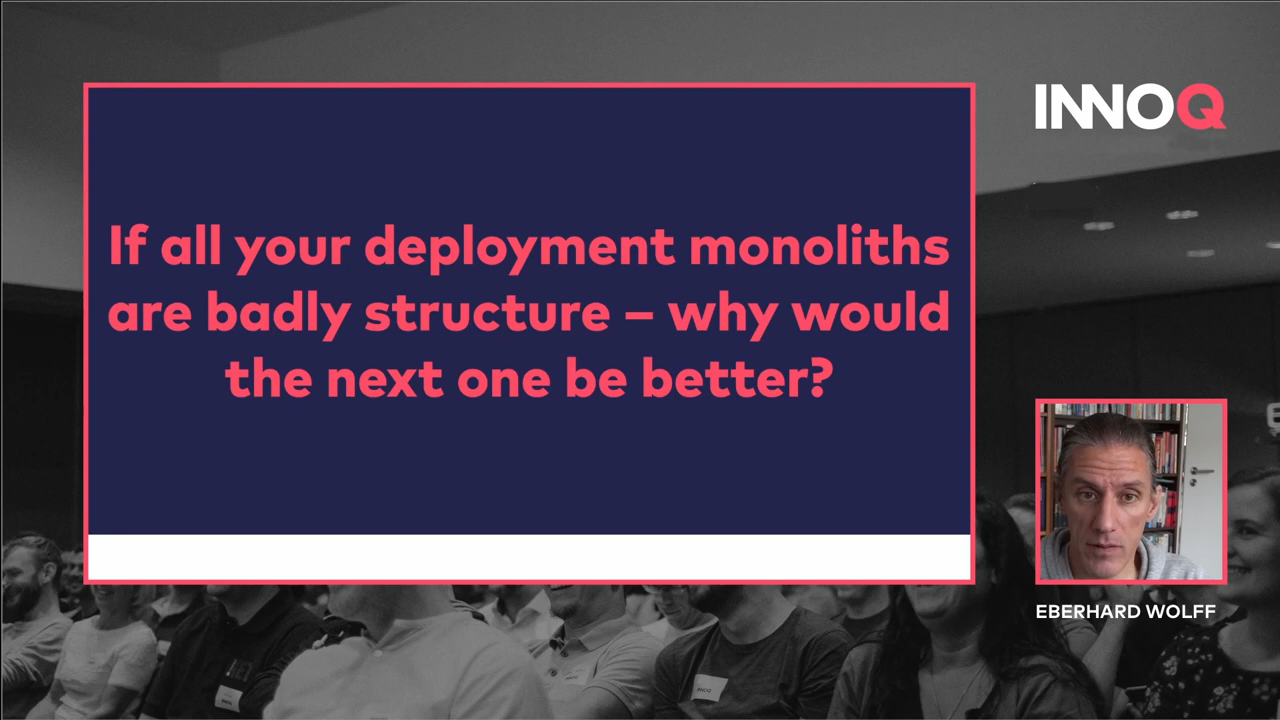 INNOQ
If all your deployment monoliths
are badly structure – why would
the next one be better?
EBERHARD WOLFF